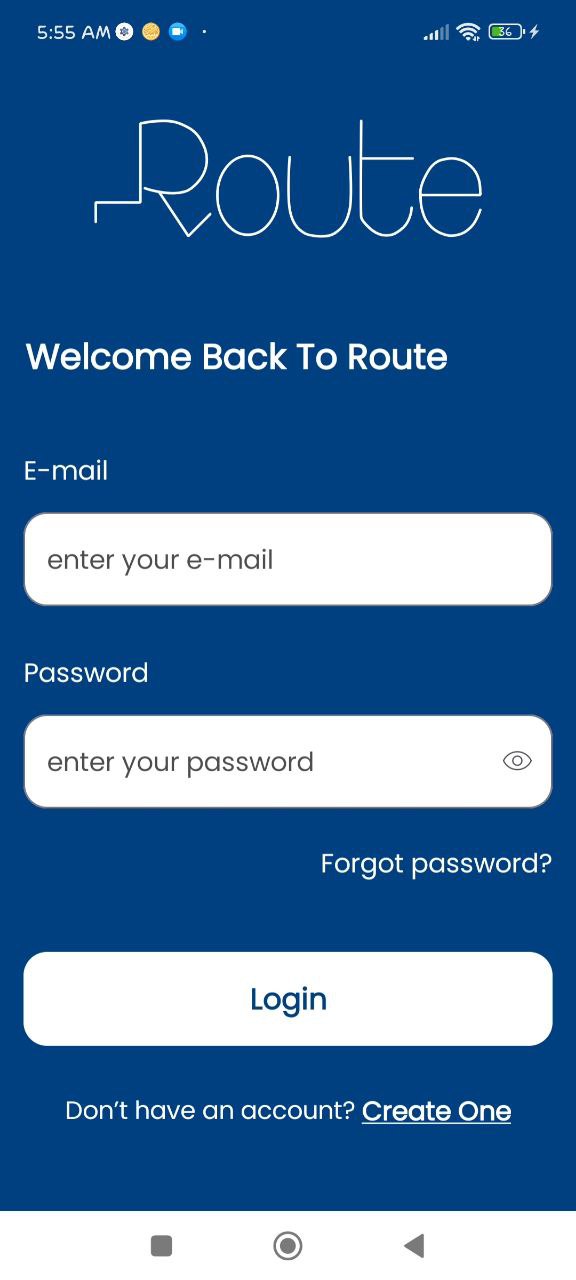 5:55 AM 36
Route
Welcome Back To Route
E-mail
enter your e-mail
Password
enter your password
Forgot password?
Login
Don’t have an account? Create One